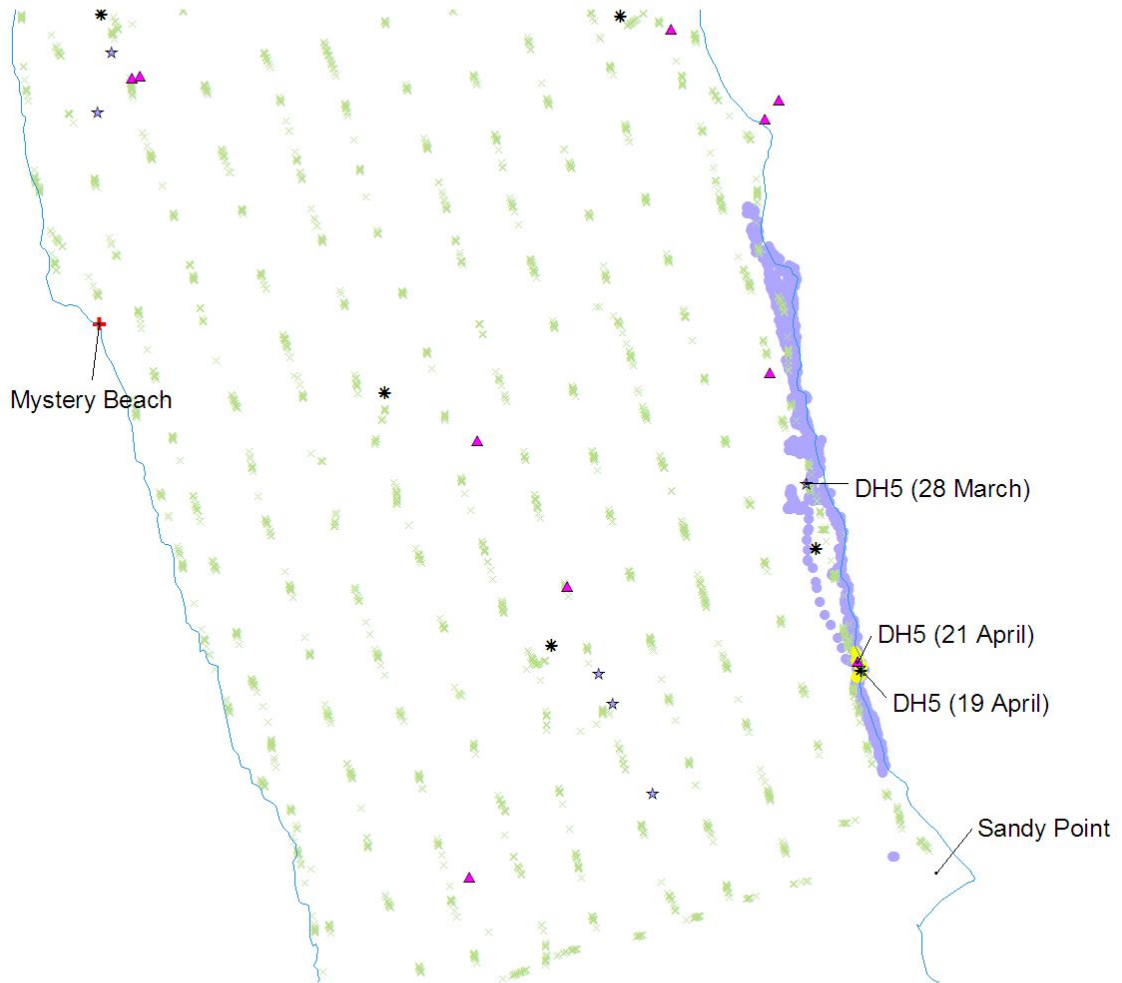 Mystery Beach
DH5 (28 March)
DH5 (21 April)
DH5 (19 April)
Sandy Point